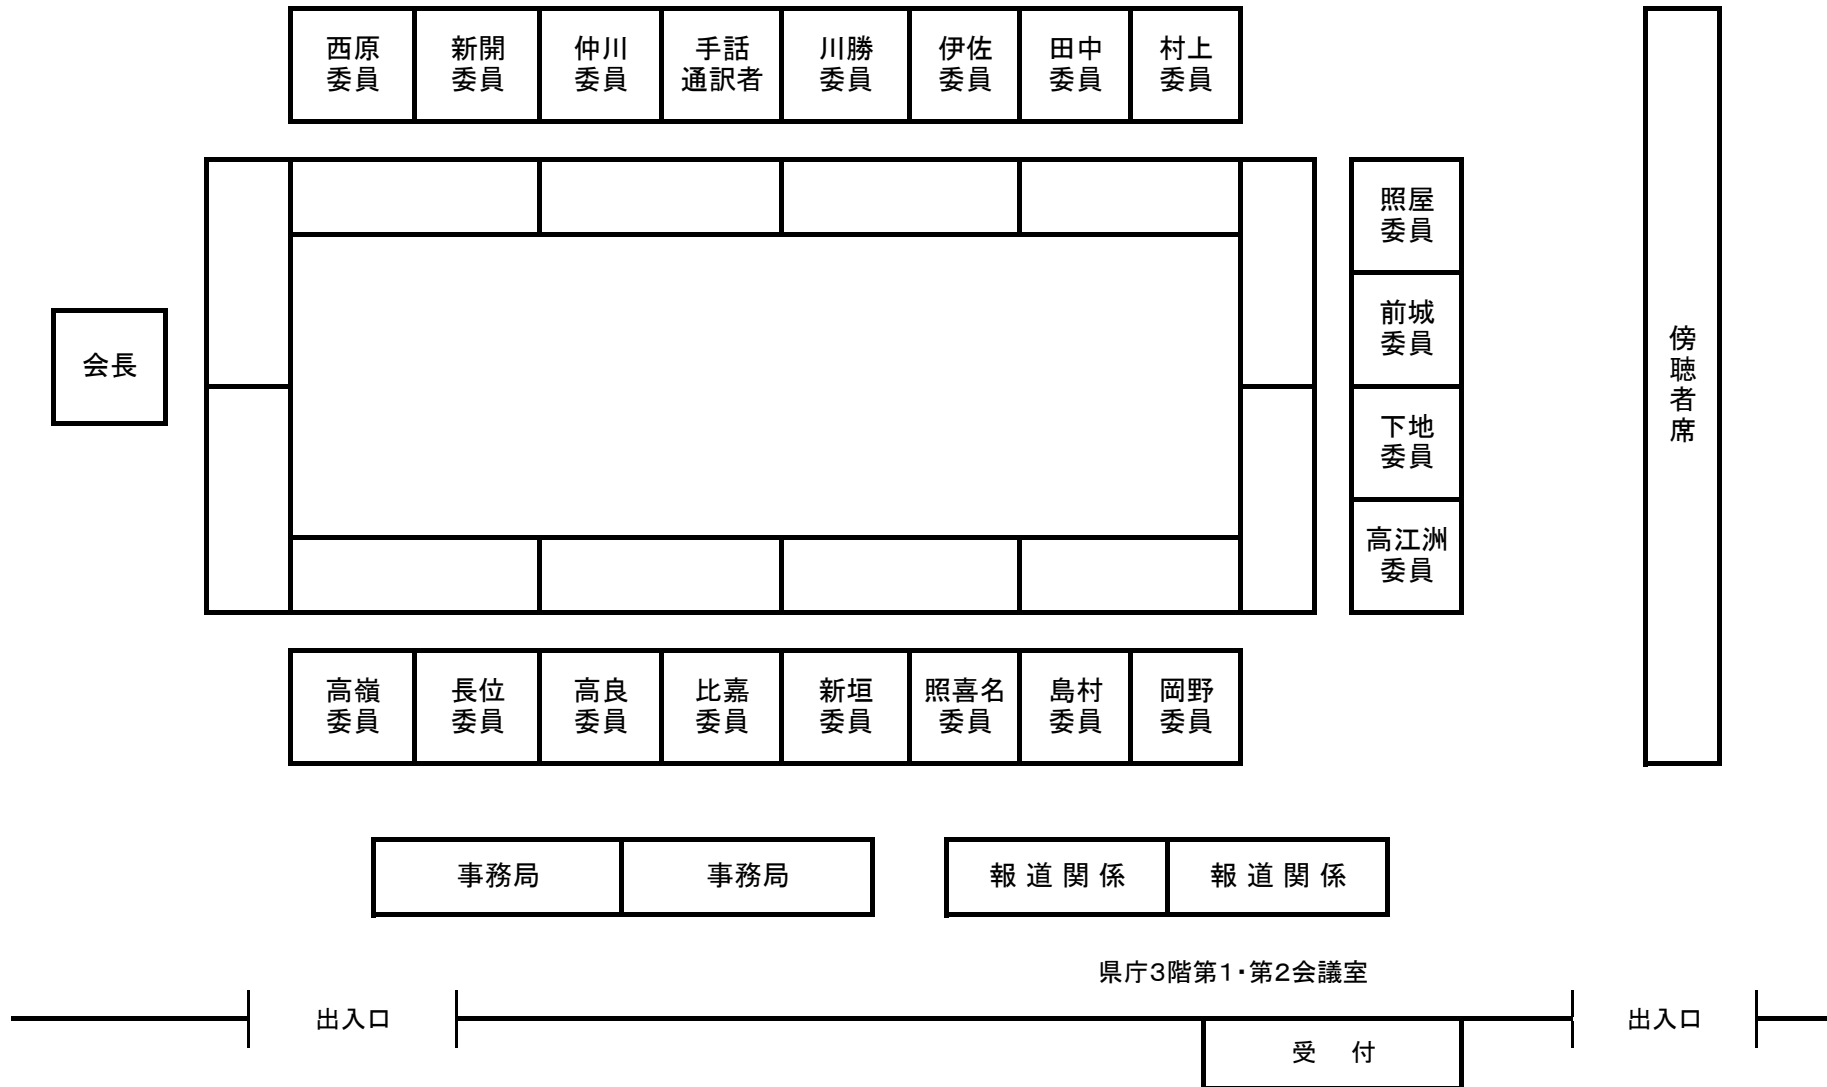 西原
委員
新開
委員
仲川
委員
手話
通訳者
川勝
委員
伊佐
委員
田中
委員
村上
委員
会長
照屋
委員
前城
委員
下地
委員
高江洲
委員
傍聴者席
高嶺
委員
長位
委員
高良
委員
比嘉
委員
新垣
委員
照喜名
委員
島村
委員
岡野
委員
事務局
事務局
報 道 関 係
報 道 関 係
県庁3階第1・第2会議室
出入口
出入口
受　付